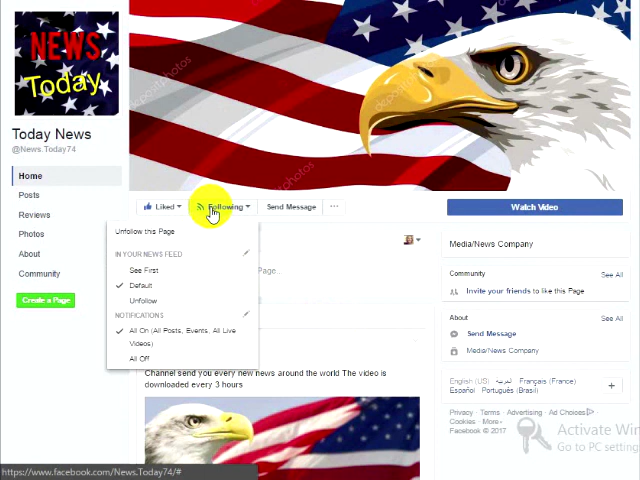 NEWS
Today
depositphotos
depositphotos
depositphotos
Today News
@News.Today74
Home
Posts
Reviews
Photos
About
Community
Create a Page
Liked
Following
Send Message
...
Watch Video
Unfollow this Page
IN YOUR NEWS FEED
See First
Default
Unfollow
NOTIFICATIONS
All On (All Posts, Events, All Live
Videos)
All Off
Page..
Channel send you every new news around the world The video is
downloaded every 3 hours
Media/News Company
Community
See All
Invite your friends to like this Page
About
See All
Send Message
Media/News Company
English (US) · العربية · Français (France)
Español · Português (Brasil)
+
Privacy · Terms · Advertising · Ad Choices
Cookies · More
Facebook © 2017
Activate Win
Go to PC setting
https://www.facebook.com/News.Today74/#